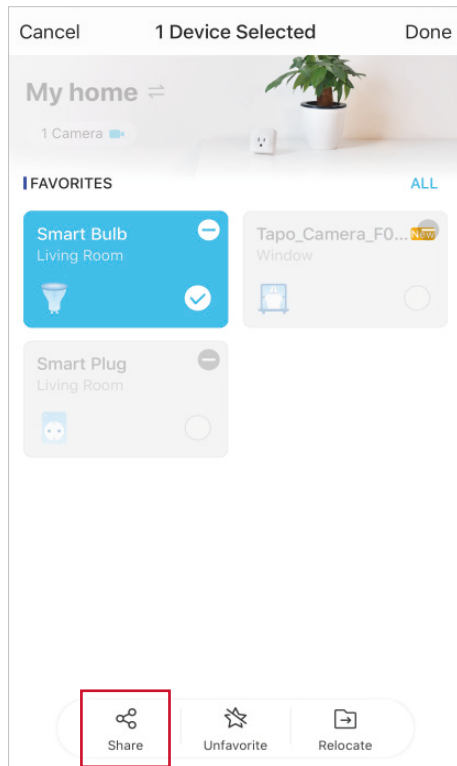 Cancel 1 Device Selected Done
My home
1 Camera
FAVORITES ALL
Smart Bulb
Living Room
Tapo_Camera_F0... New
Window
Smart Plug
Living Room
Share Unfavorite Relocate